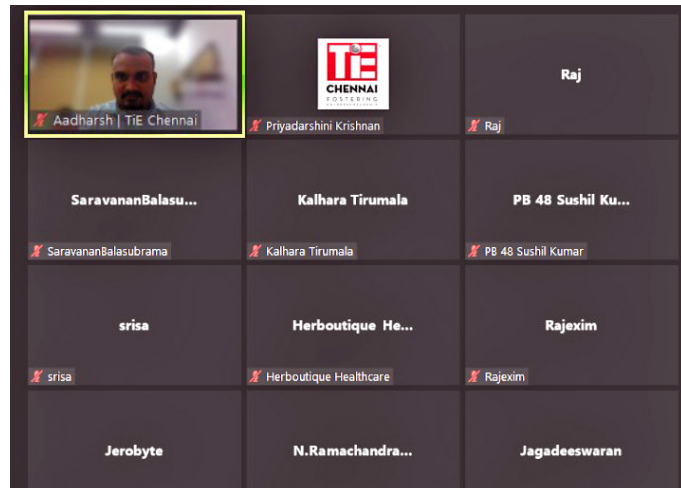 Aadharsh | TiE Chennai
TiE
CHENNAI
FOSTERING
Priyadarshini Krishnan
Raj
Raj
SaravananBalasu...
SaravananBalasubrama
Kalhara Tirumala
Kalhara Tirumala
PB 48 Sushil Ku...
PB 48 Sushil Kumar
srisa
srisa
Herboutique He...
Herboutique Healthcare
Rajexim
Rajexim
Jerobyte
N.Ramachandra...
Jagadeeswaran